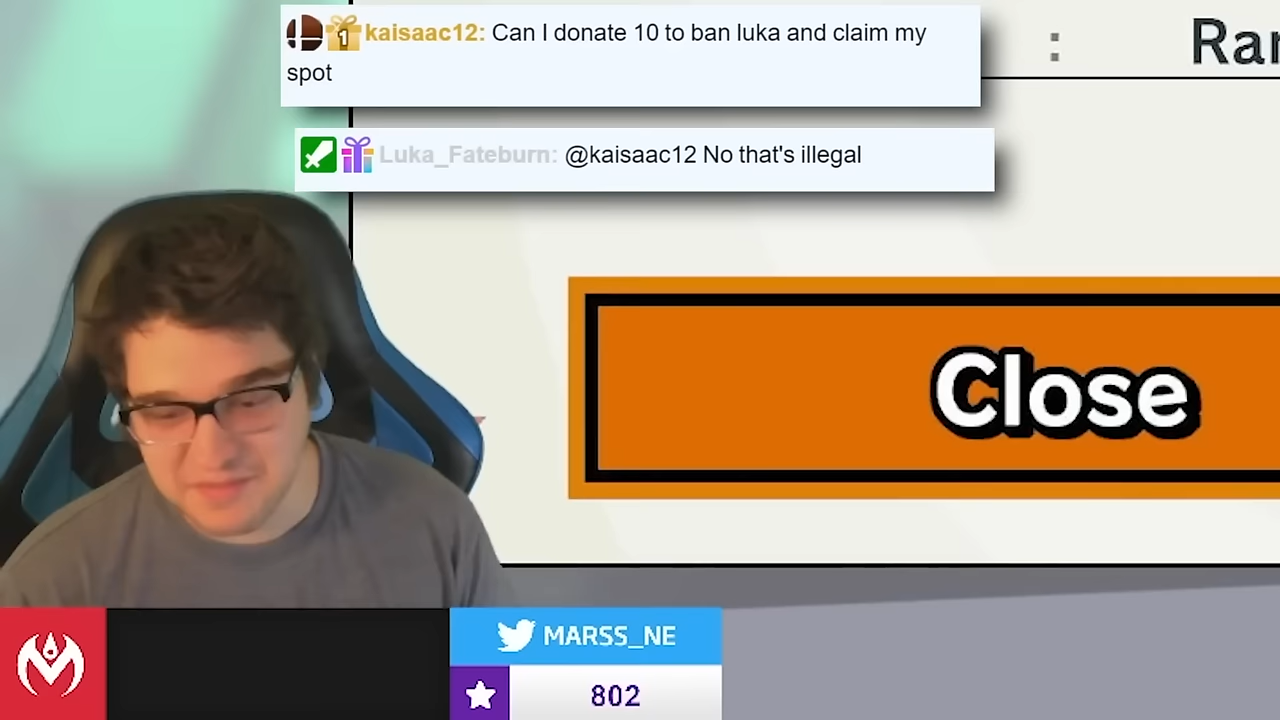 kaisaac12: Can I donate 10 to ban luka and claim my
spot
: Ran
Luka_Fateburn: @kaisaac12 No that's illegal
Close
MARSS_NE
802